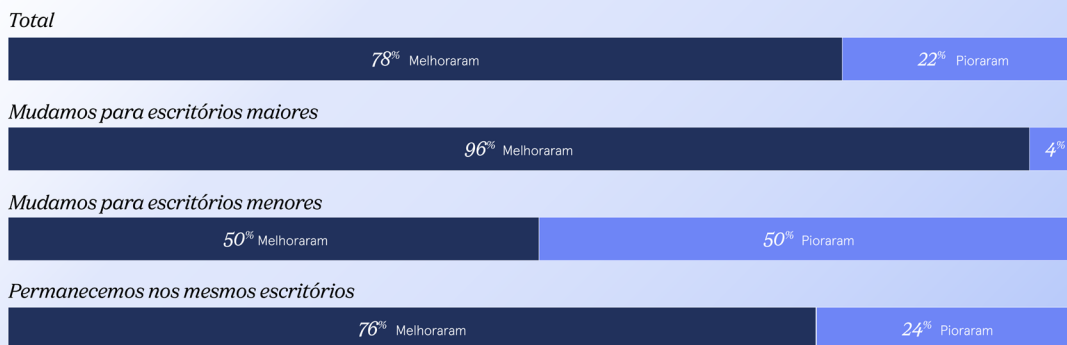 Total
78% Melhoraram 22% Pioraram
Mudamos para escritórios maiores
96% Melhoraram 4%
Mudamos para escritórios menores
50% Melhoraram 50% Pioraram
Permanecemos nos mesmos escritórios
76% Melhoraram 24% Pioraram